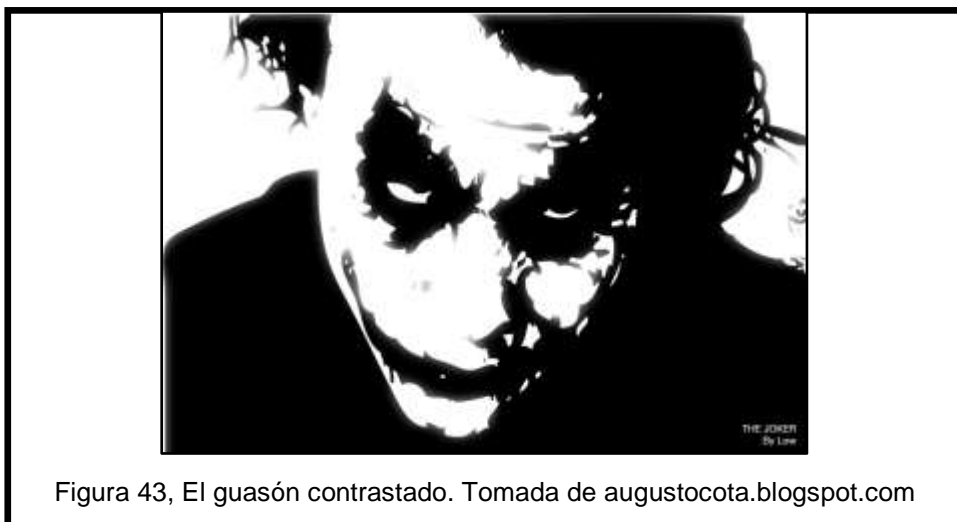 THE JOKER
By Low
Figura 43, El guasón contrastado. Tomada de augustocota.blogspot.com